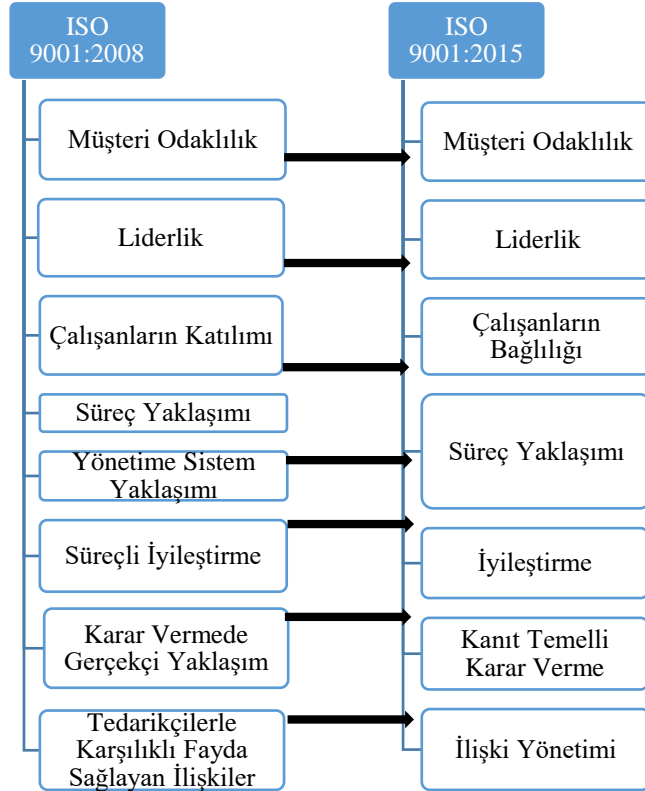 ISO
9001:2008
Müşteri Odaklılık
Liderlik
Çalışanların Katılımı
Süreç Yaklaşımı
Yönetime Sistem
Yaklaşımı
Süreçli İyileştirme
Karar Vermede
Gerçekçi Yaklaşım
Tedarikçilerle
Karşılıklı Fayda
Sağlayan İlişkiler
ISO
9001:2015
Müşteri Odaklılık
Liderlik
Çalışanların
Bağlılığı
Süreç Yaklaşımı
İyileştirme
Kanıt Temelli
Karar Verme
İlişki Yönetimi